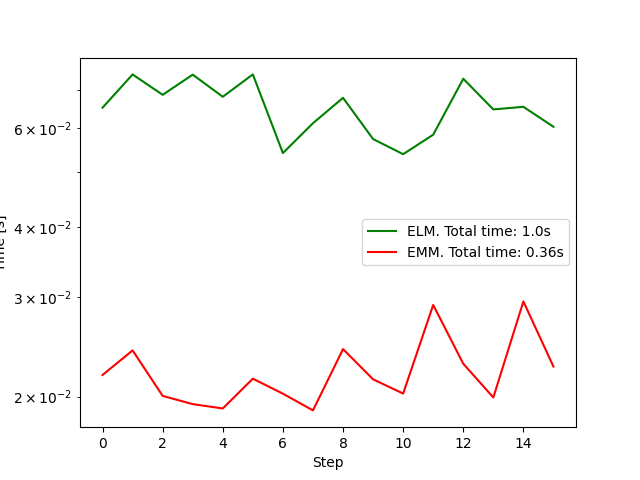 6 × 10⁻²
4 × 10⁻²
3 × 10⁻²
2 × 10⁻²
Time [s]
ELM. Total time: 1.0s
EMM. Total time: 0.36s
0 2 4 6 8 10 12 14
Step